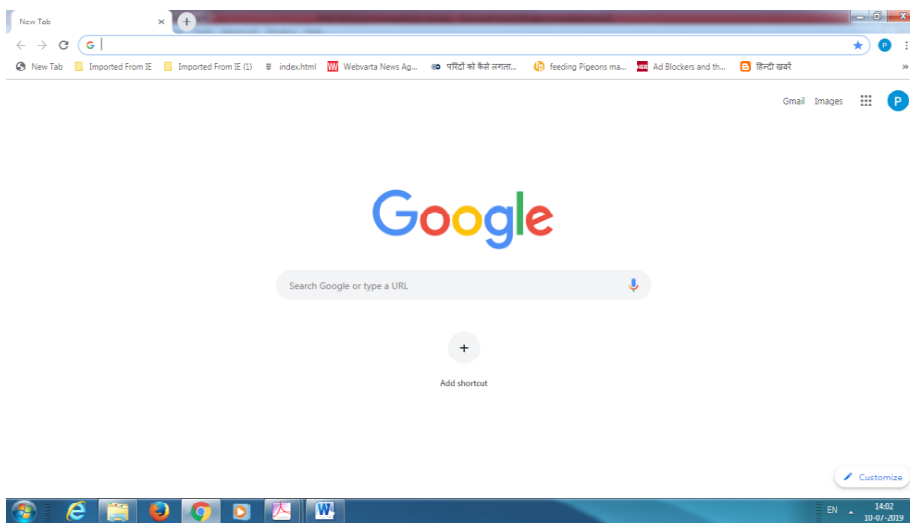 New Tab
G
New Tab Imported From IE Imported From IE (1) index.html Webvarta News Ag... परिंदों को कैसे लगता... feeding Pigeons ma... HBR Ad Blockers and th... हिन्दी खबरें
Gmail Images P
Google
Search Google or type a URL
+
Add shortcut
Customize
EN 14:02
10-07-2019